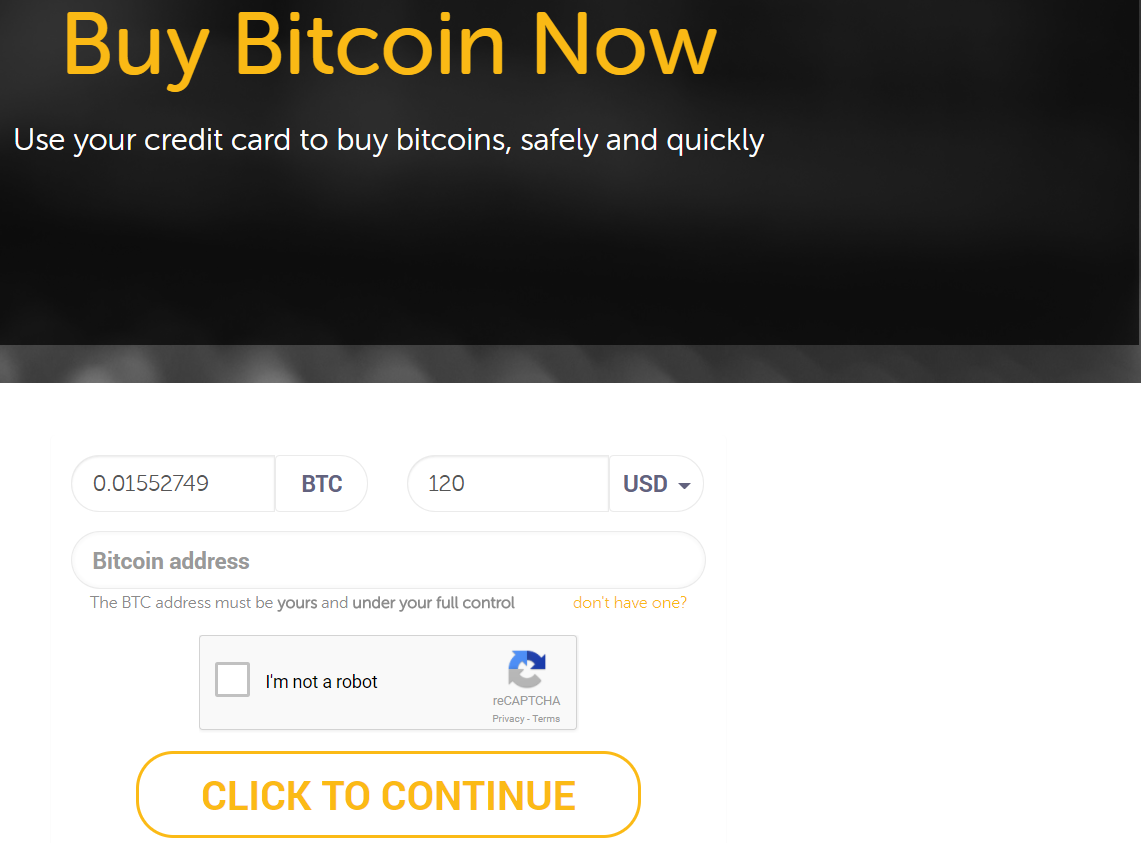 Buy Bitcoin Now
Use your credit card to buy bitcoins, safely and quickly
0.01552749 BTC 120 USD
Bitcoin address
The BTC address must be yours and under your full control don't have one?
I'm not a robot
reCAPTCHA
Privacy - Terms
CLICK TO CONTINUE